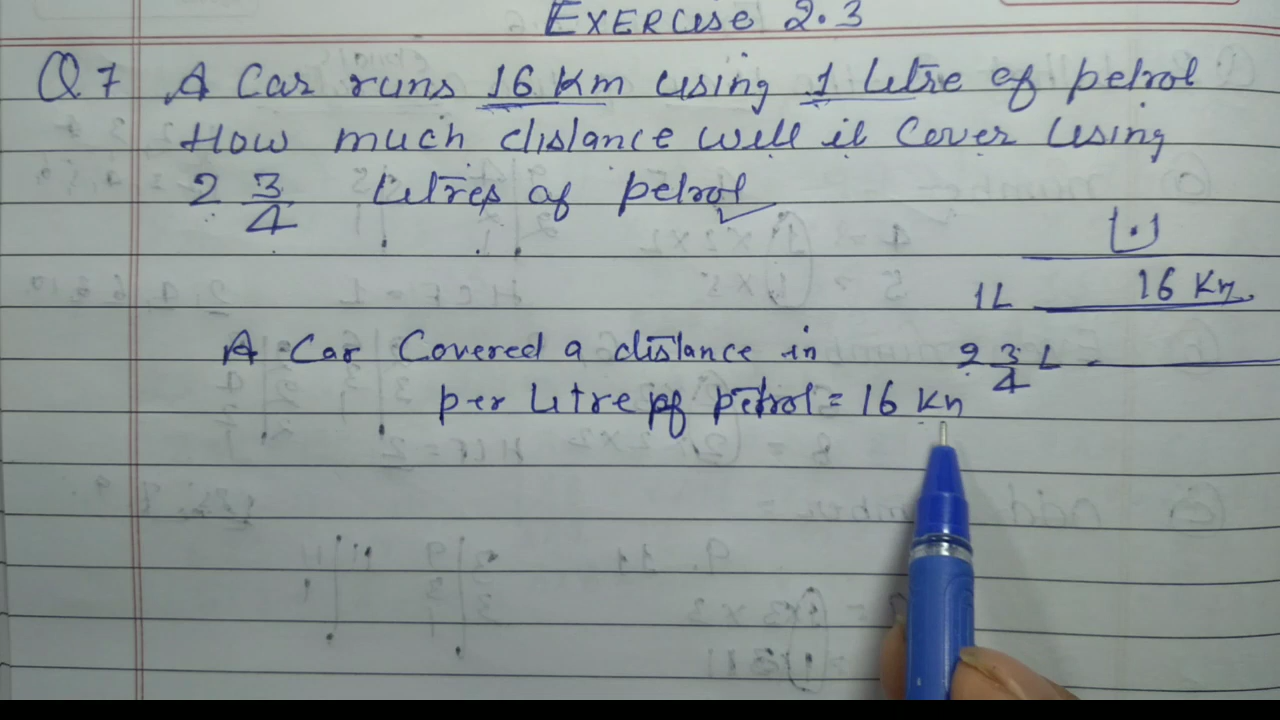 EXERCISE 2.3
Q7 A Car runs 16 Km using 1 litre of petrol
How much distance will it Cover Using
2 3/4 litres of petrol
1L 16 Km
A Car Covered a distance in
2 3/4 L
per litre of petrol = 16 Km